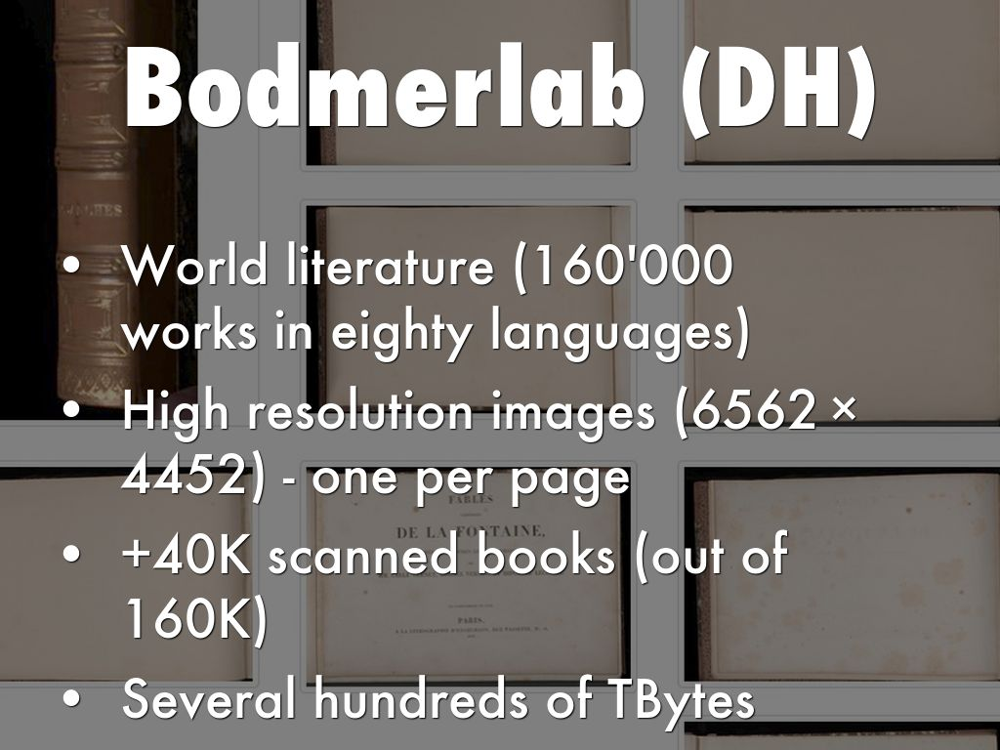 Bodmerlab (DH)
• World literature (160'000
works in eighty languages)
• High resolution images (6562 ×
4452) - one per page
FABLES
DE LA FONTAINE,
• +40K scanned books (out of
160K)
PARIS,
• Several hundreds of TBytes